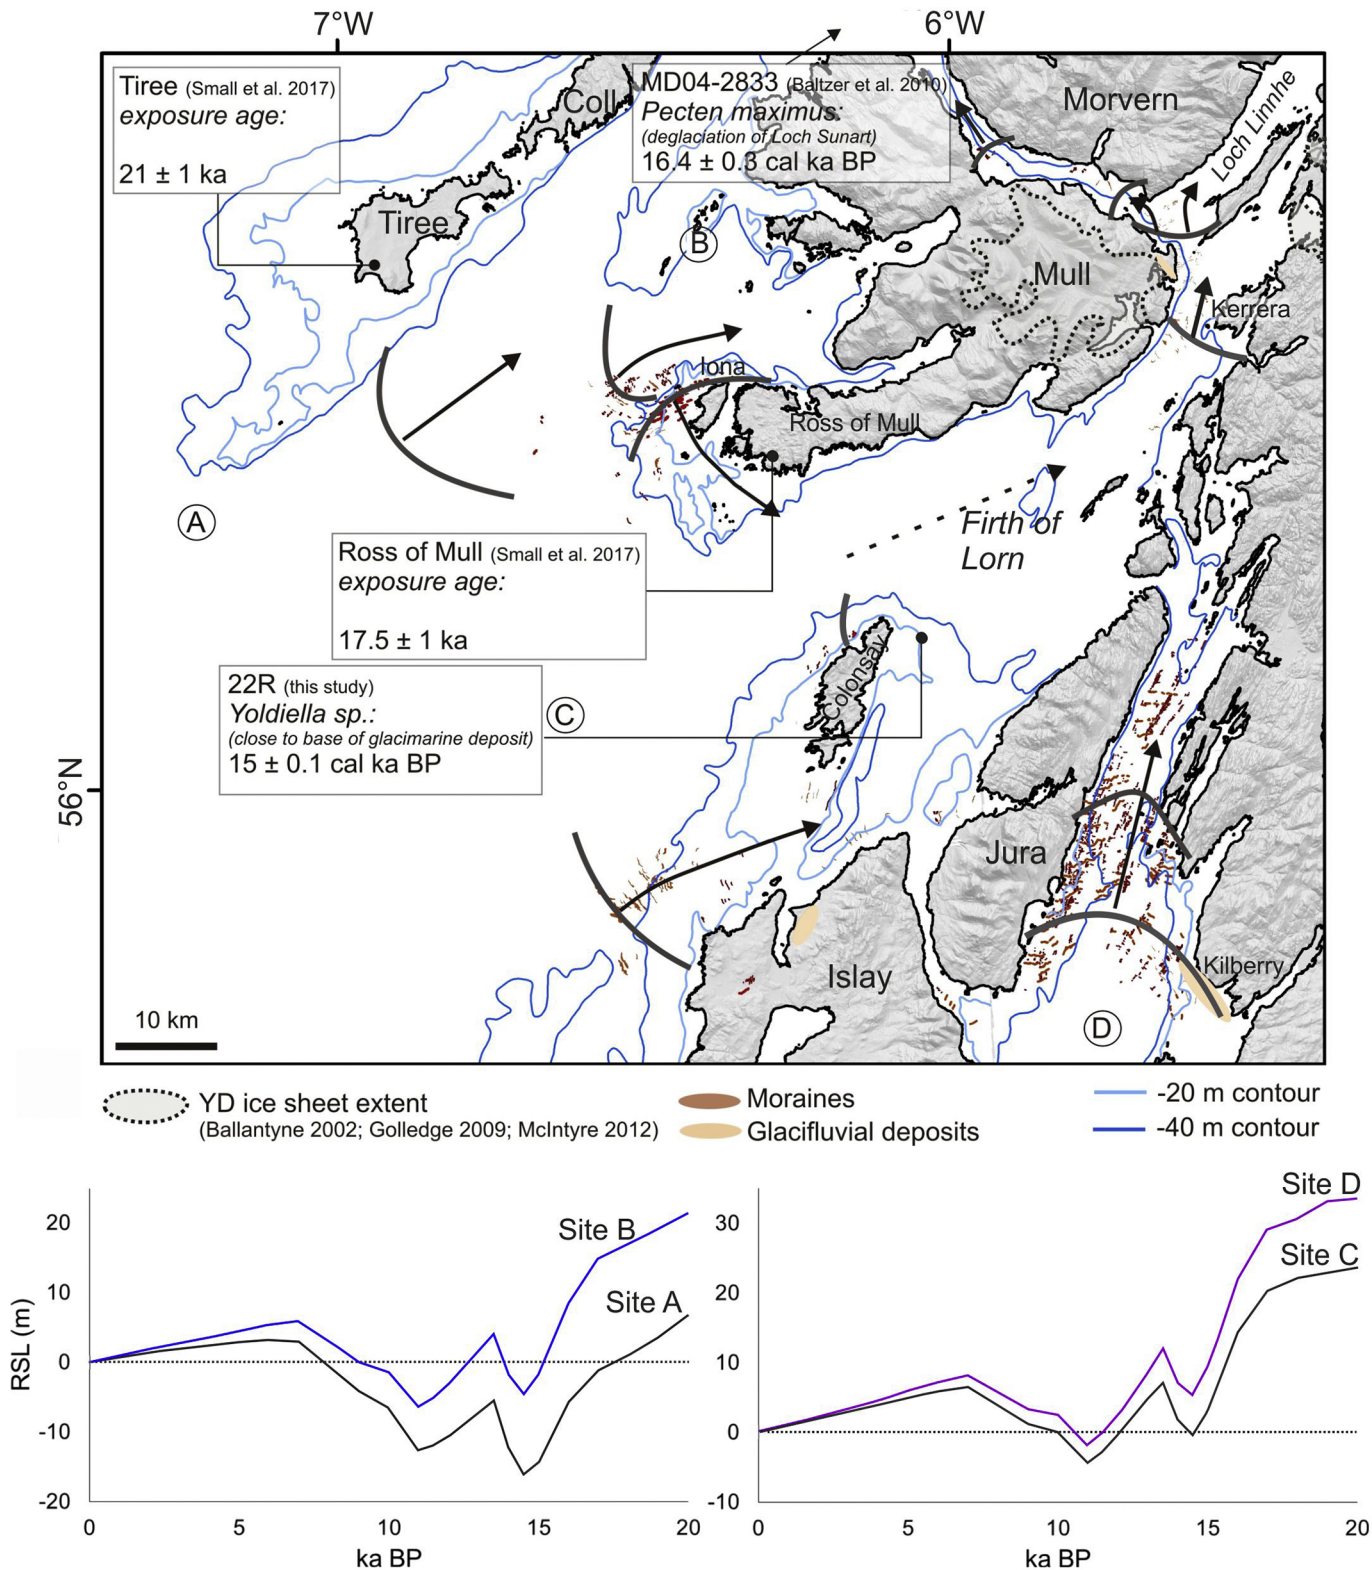 7°W
6°W
Tiree (Small et al. 2017)
exposure age:
21 ± 1 ka
Coll
MD04-2833 (Baltzer et al. 2010)
Pecten maximus:
(deglaciation of Loch Sunart)
16.4 ± 0.3 cal ka BP
Morvern
Loch Linnhe
Tiree
B
Mull
Kerrera
Iona
Ross of Mull
A
Firth of
Lorn
Ross of Mull (Small et al. 2017)
exposure age:
17.5 ± 1 ka
22R (this study)
Yoldiella sp.:
(close to base of glacimarine deposit)
15 ± 0.1 cal ka BP
C
Colonsay
56°N
Jura
Islay
Kilberry
D
10 km
YD ice sheet extent
(Ballantyne 2002; Golledge 2009; McIntyre 2012)
Moraines
Glacifluvial deposits
-20 m contour
-40 m contour
RSL (m)
20
10
0
-10
-20
Site B
Site A
0
5
10
15
20
ka BP
30
20
10
0
-10
Site D
Site C
0
5
10
15
20
ka BP